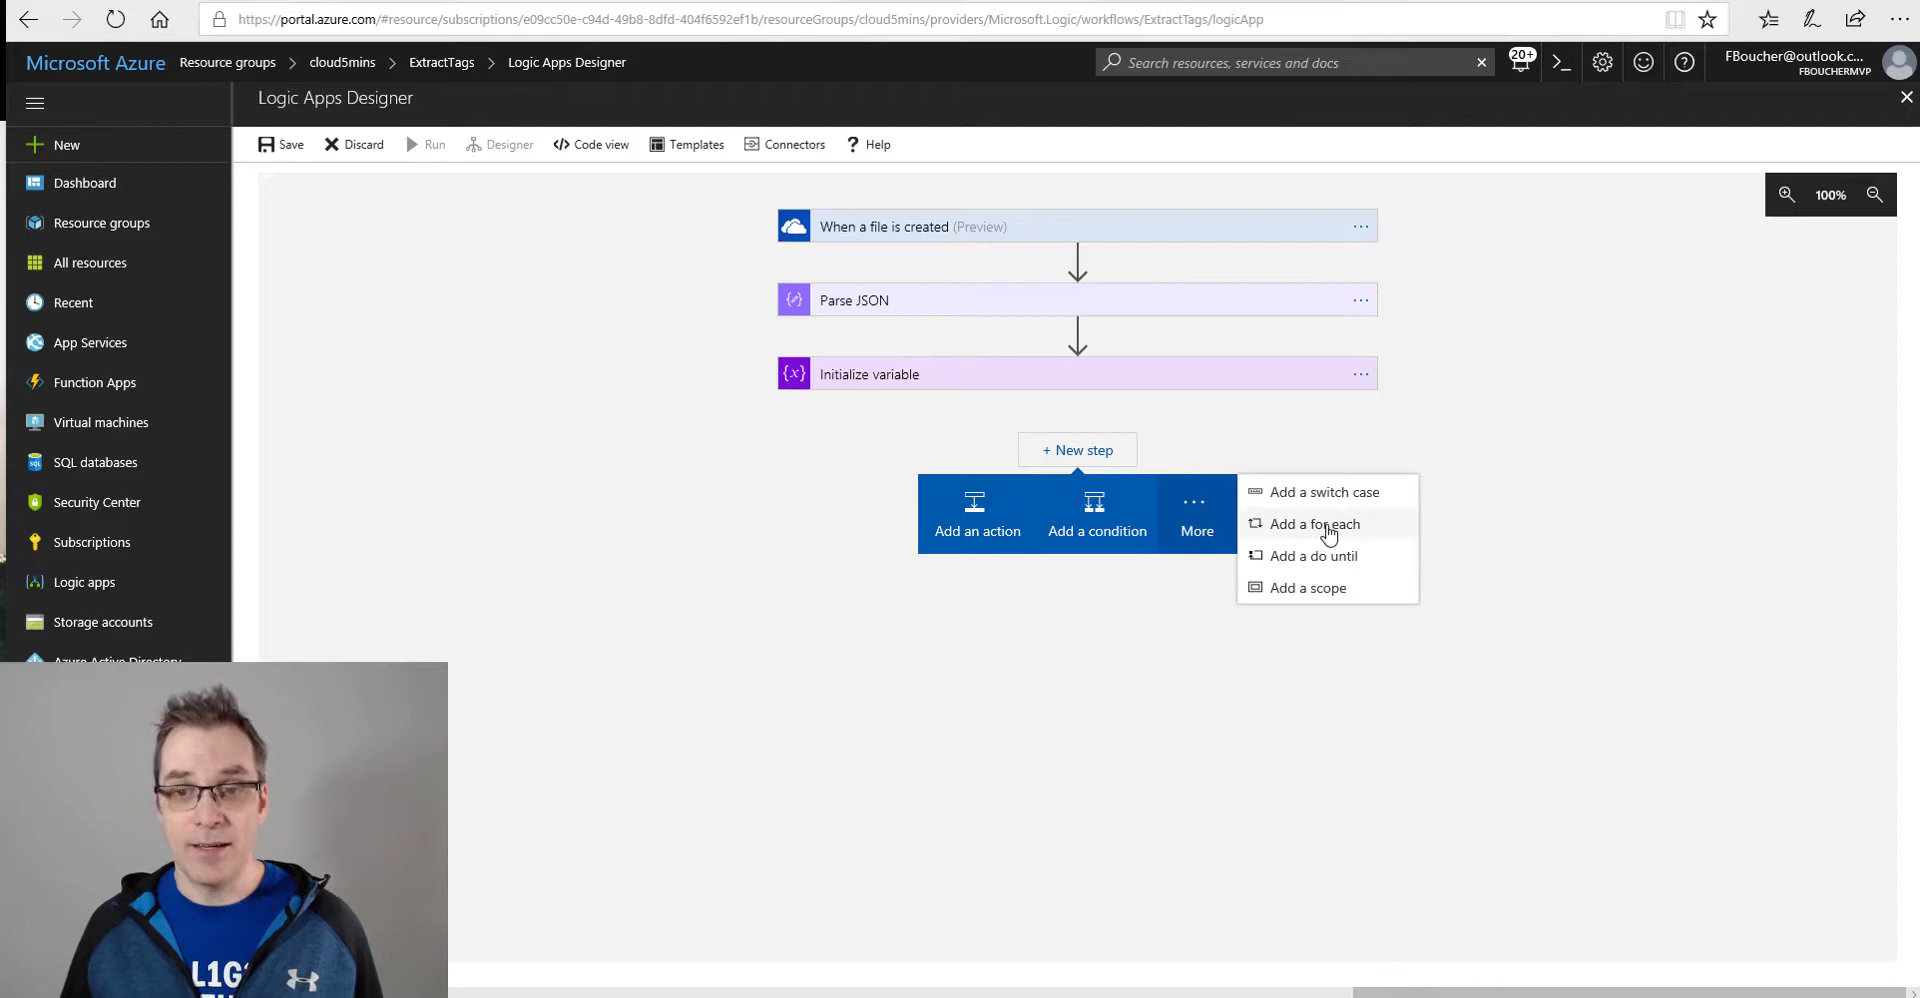 https://portal.azure.com/#resource/subscriptions/e09cc50e-c94d-49b8-8dfd-404f6592ef1b/resourceGroups/cloud5mins/providers/Microsoft.Logic/workflows/ExtractTags/logicApp
Microsoft Azure Resource groups > cloud5mins > ExtractTags > Logic Apps Designer
Search resources, services and docs
20+
FBoucher@outlook.c...
FBOUCHERMVP
Logic Apps Designer
New
Save Discard Run Designer </> Code view Templates Connectors ? Help
Dashboard
Resource groups
All resources
Recent
App Services
Function Apps
Virtual machines
SQL databases
Security Center
Subscriptions
Logic apps
Storage accounts
Azure Active Directory
100%
When a file is created (Preview)
Parse JSON
Initialize variable
+ New step
Add an action
Add a condition
More
Add a switch case
Add a for each
Add a do until
Add a scope